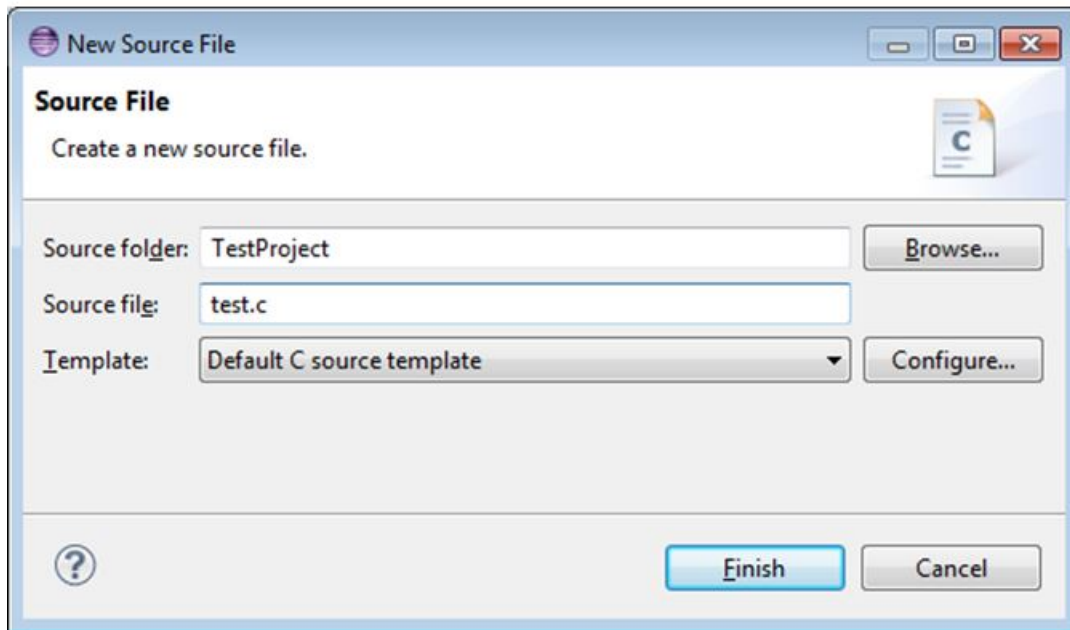 New Source File
Source File
Create a new source file.
C
Source folder: TestProject Browse...
Source file: test.c
Template: Default C source template Configure...
? Finish Cancel